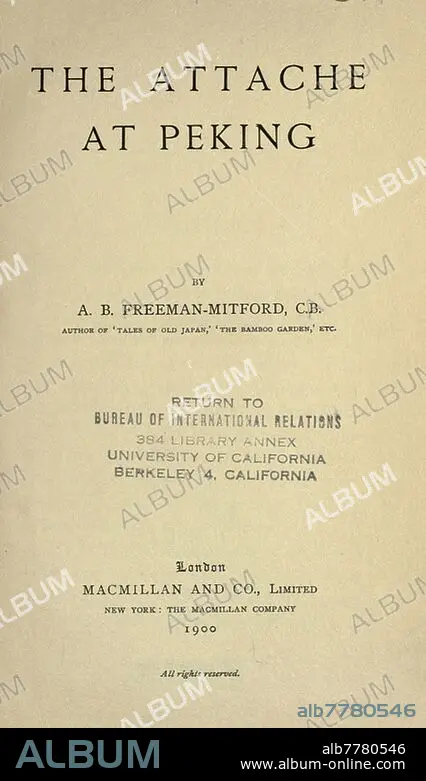 THE ATTACHE
AT PEKING
BY
A. B. FREEMAN-MITFORD, C.B.
AUTHOR OF 'TALES OF OLD JAPAN,' 'THE BAMBOO GARDEN,' ETC.
RETURN TO
BUREAU OF INTERNATIONAL RELATIONS
384 LIBRARY ANNEX
UNIVERSITY OF CALIFORNIA
BERKELEY 4, CALIFORNIA
London
MACMILLAN AND CO., LIMITED
NEW YORK: THE MACMILLAN COMPANY
1900
All rights reserved.
alb7780546
ALBUM
alb7780546
www.album-online.com